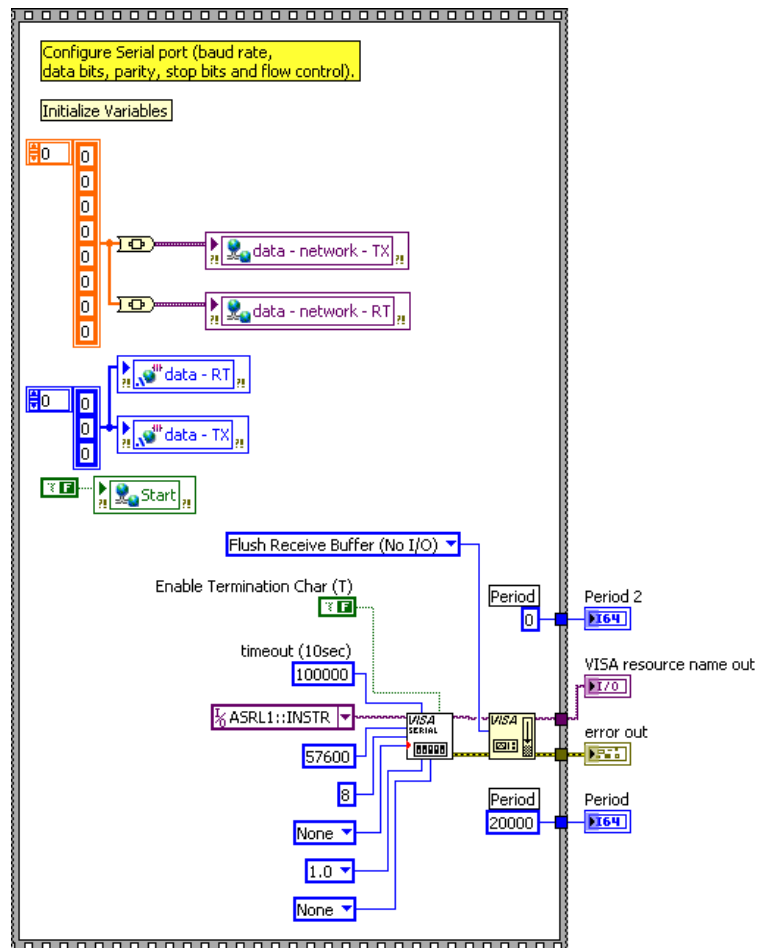 Configure Serial port (baud rate,
data bits, parity, stop bits and flow control).
Initialize Variables
0
0
0
0
0
0
0
0
0
data - network - TX
data - network - RT
0
0
0
0
data - RT
data - TX
F
Start
Flush Receive Buffer (No I/O)
Enable Termination Char (T)
F
timeout (10sec)
100000
ASRL1::INSTR
57600
8
None
1.0
None
VISA
SERIAL
VISA
Period
0
Period 2
I64
VISA resource name out
I/O
error out
Period
20000
Period
I64